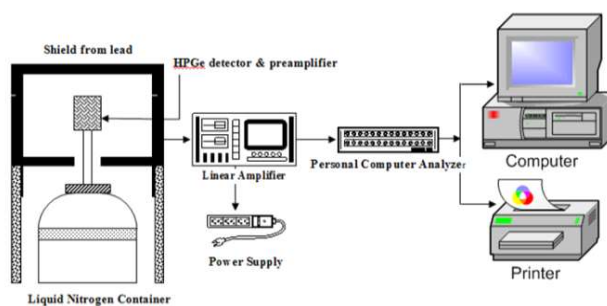 Shield from lead
HPGe detector & preamplifier
Linear Amplifier
Personal Computer Analyzer
Computer
Power Supply
Printer
Liquid Nitrogen Container